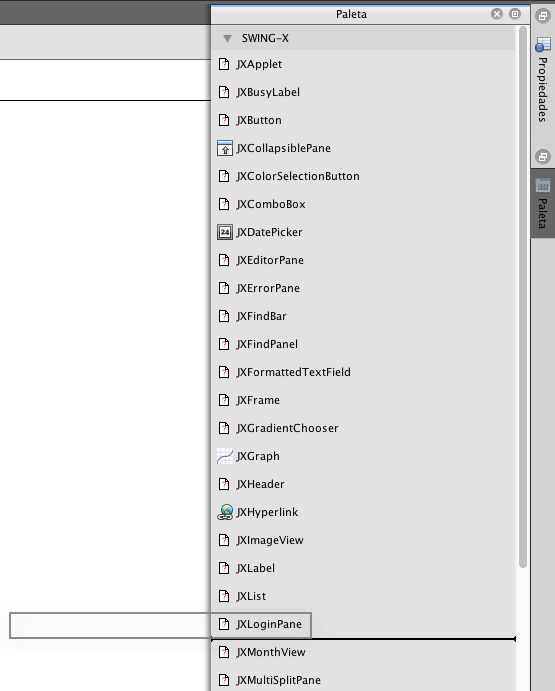 Paleta
SWING-X
JXApplet
JXBusyLabel
JXButton
JXCollapsiblePane
JXColorSelectionButton
JXComboBox
24
JXDatePicker
JXEditorPane
JXErrorPane
JXFindBar
JXFindPanel
JXFormattedTextField
JXFrame
JXGradientChooser
JXGraph
JXHeader
JXHyperlink
JXImageView
JXLabel
JXList
JXLoginPane
JXMonthView
JXMultiSplitPane
Propiedades
Paleta